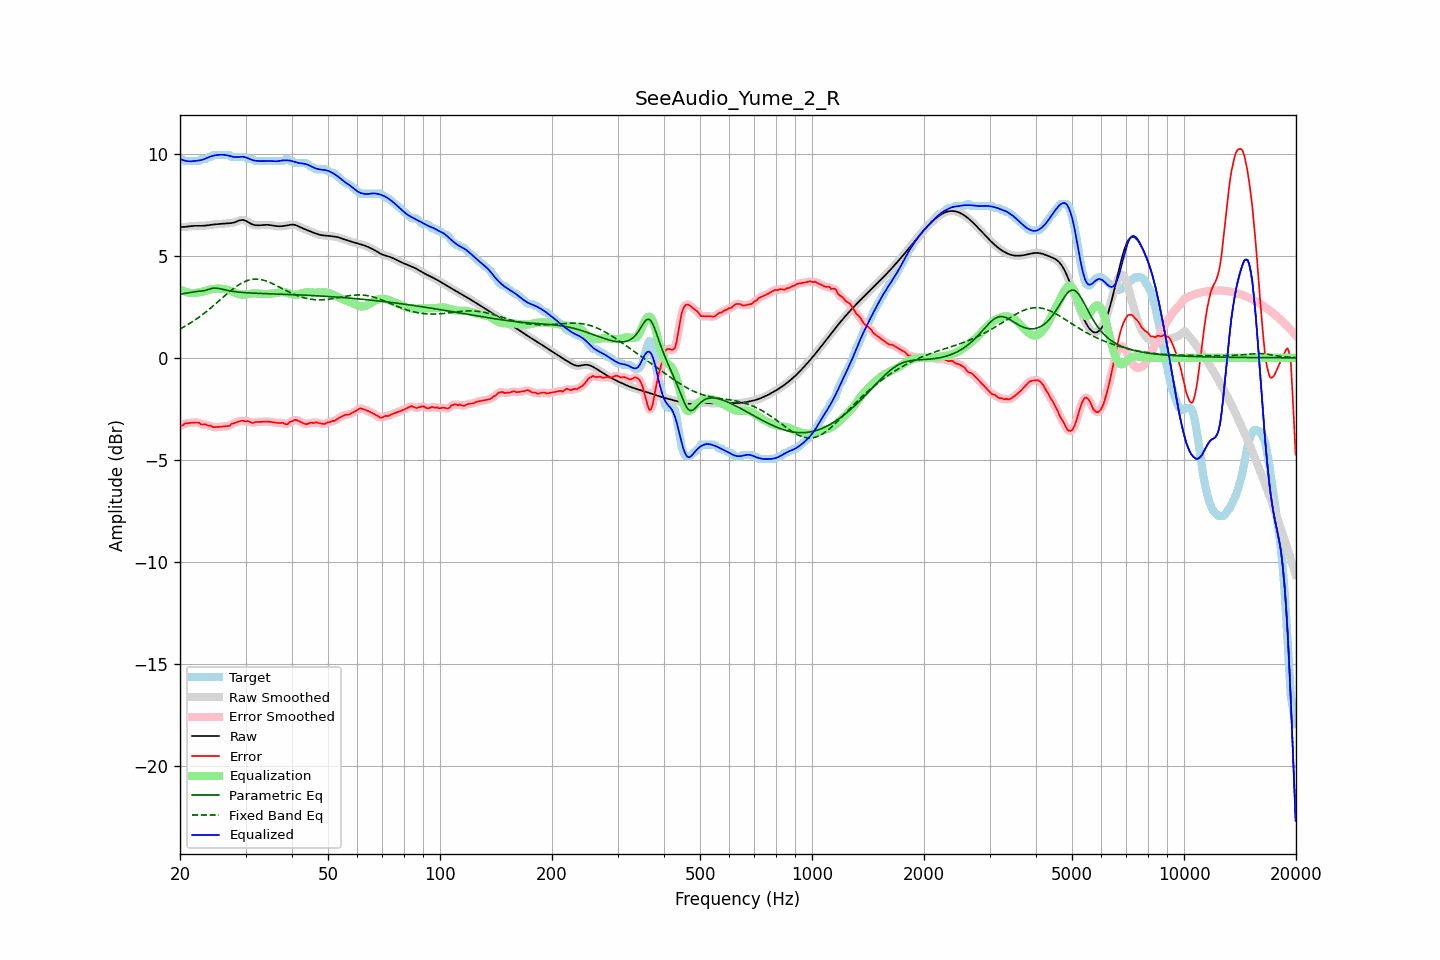 SeeAudio_Yume_2_R
Amplitude (dBr)
10
5
0
−5
−10
−15
−20
Target
Raw Smoothed
Error Smoothed
Raw
Error
Equalization
Parametric Eq
Fixed Band Eq
Equalized
20 50 100 200 500 1000 2000 5000 10000 20000
Frequency (Hz)